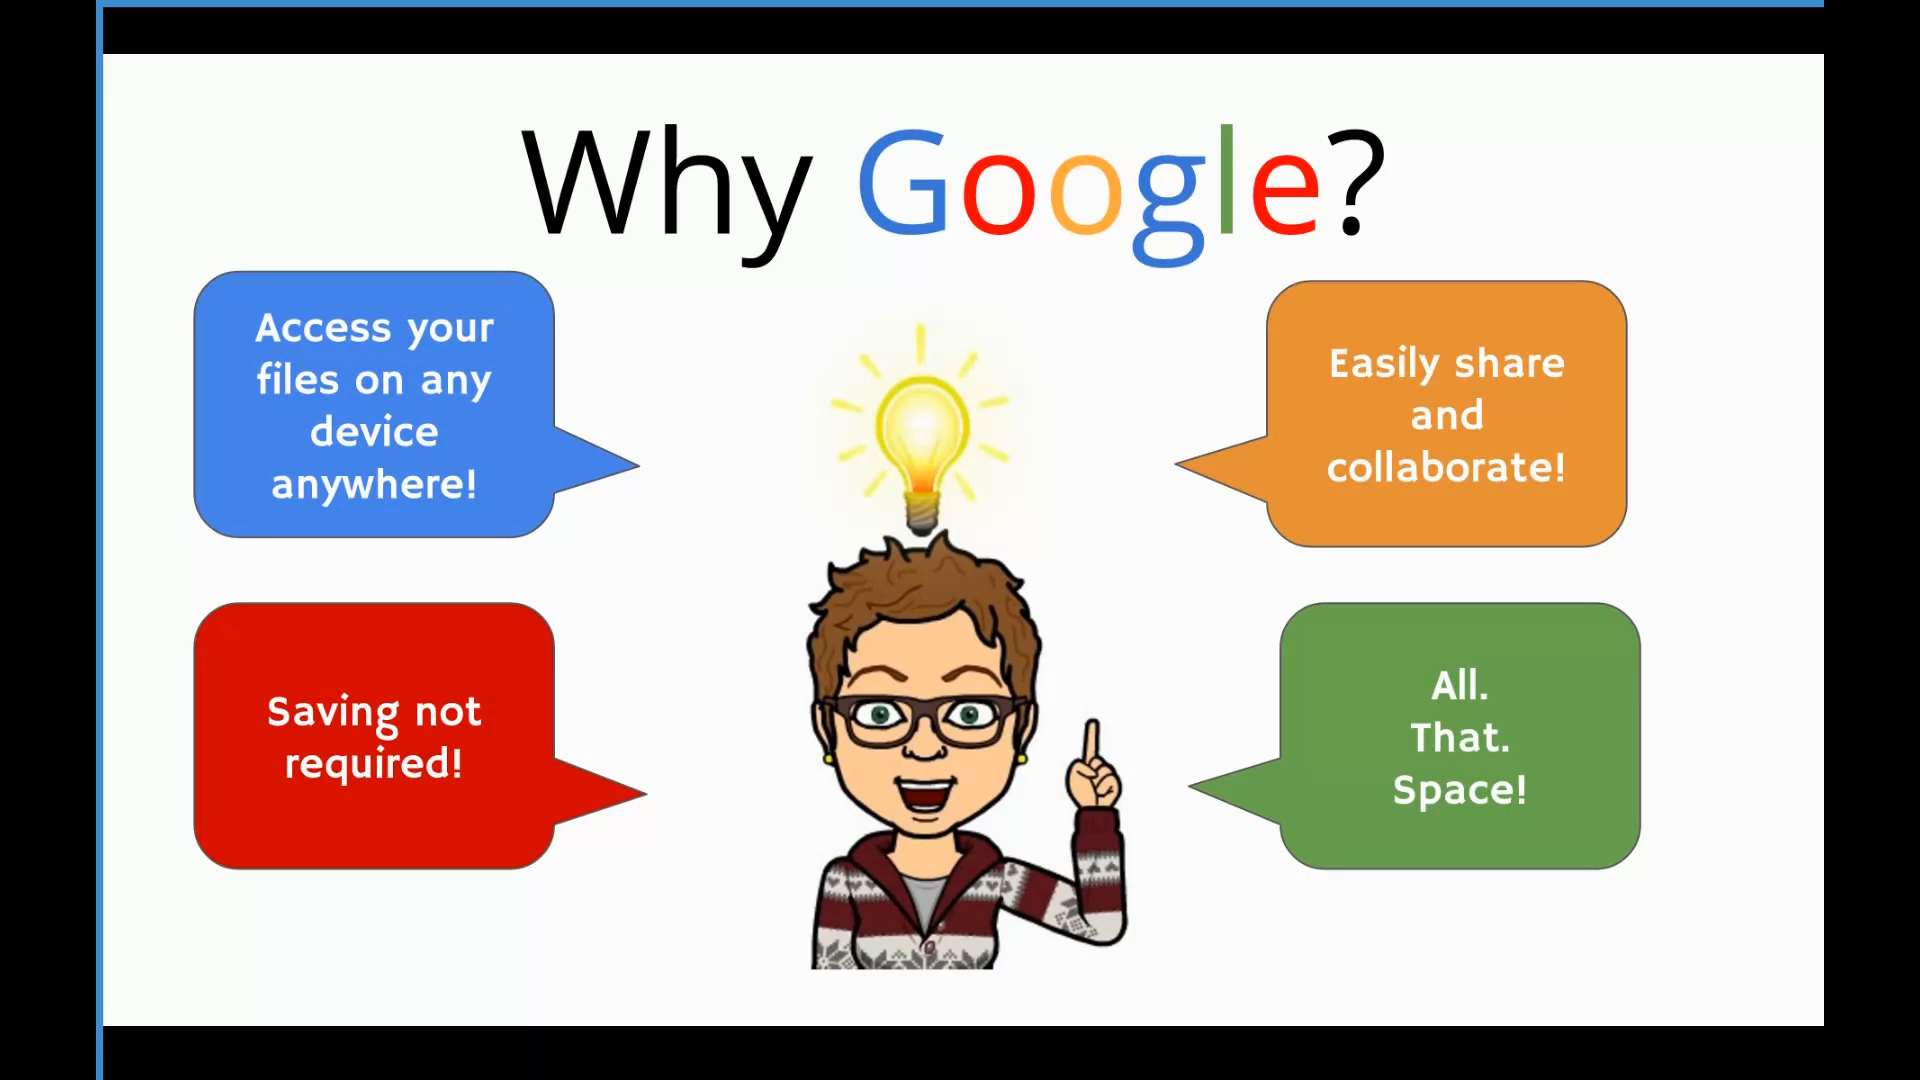 Why Google?
Access your
files on any
device
anywhere!
Easily share
and
collaborate!
Saving not
required!
All.
That.
Space!